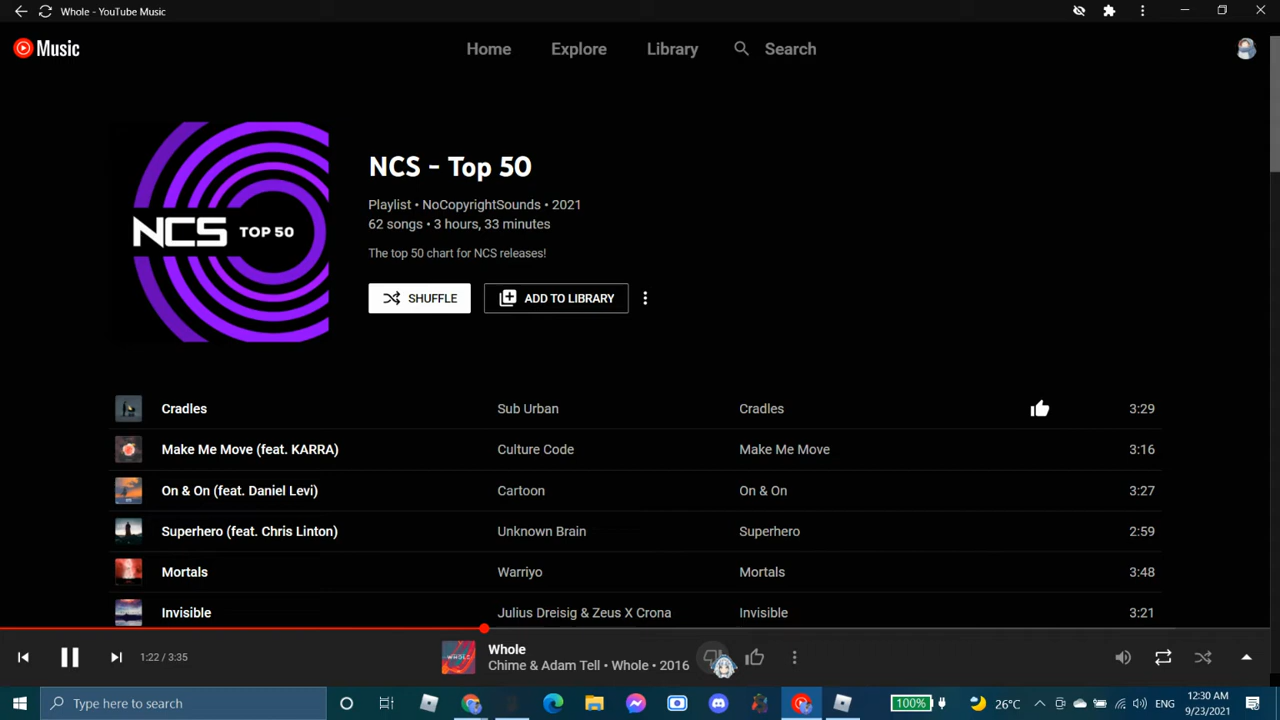 Whole - YouTube Music
Music
Home
Explore
Library
Search
NCS TOP 50
NCS - Top 50
Playlist • NoCopyrightSounds • 2021
62 songs • 3 hours, 33 minutes
The top 50 chart for NCS releases!
SHUFFLE
ADD TO LIBRARY
Cradles Sub Urban Cradles 3:29
Make Me Move (feat. KARRA) Culture Code Make Me Move 3:16
On & On (feat. Daniel Levi) Cartoon On & On 3:27
Superhero (feat. Chris Linton) Unknown Brain Superhero 2:59
Mortals Warriyo Mortals 3:48
Invisible Julius Dreisig & Zeus X Crona Invisible 3:21
1:22 / 3:35
WHOLE
Whole
Chime & Adam Tell • Whole • 2016
Type here to search
100%
26°C
ENG
12:30 AM
9/23/2021